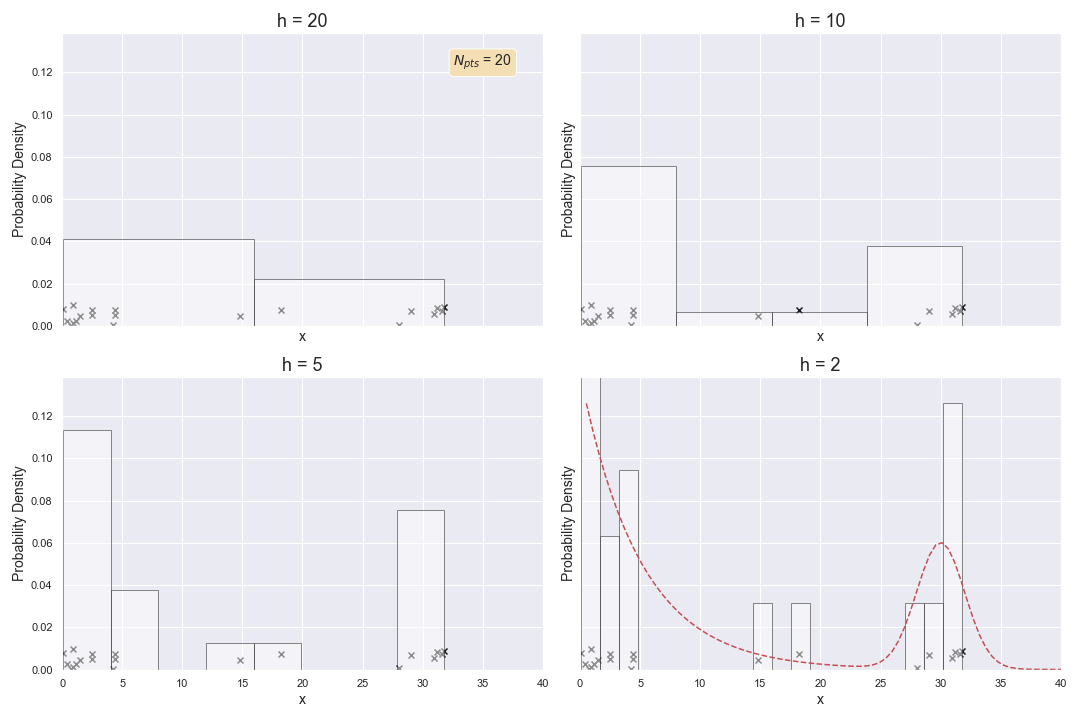 h = 20
h = 10
N_pts = 20
Probability Density
0.12
0.10
0.08
0.06
0.04
0.02
0.00
x
Probability Density
x
h = 5
h = 2
Probability Density
0.12
0.10
0.08
0.06
0.04
0.02
0.00
0 5 10 15 20 25 30 35 40
x
Probability Density
0 5 10 15 20 25 30 35 40
x